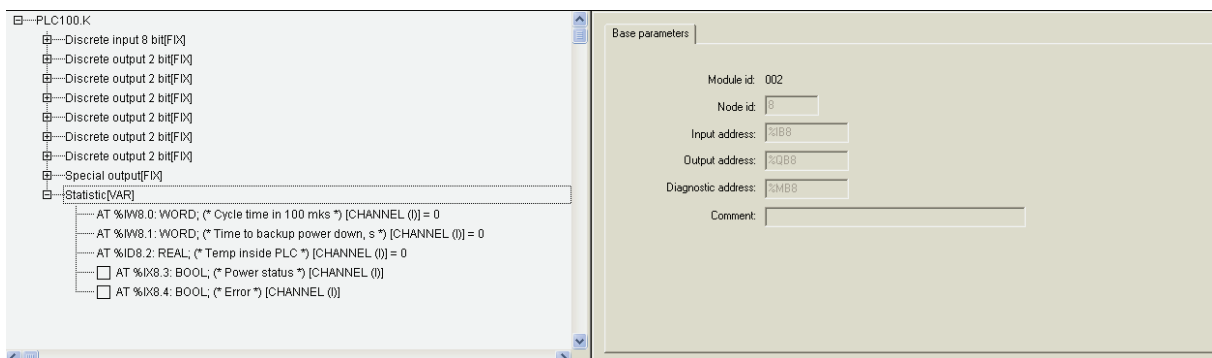 PLC100.K
Discrete input 8 bit[FIX]
Discrete output 2 bit[FIX]
Discrete output 2 bit[FIX]
Discrete output 2 bit[FIX]
Discrete output 2 bit[FIX]
Discrete output 2 bit[FIX]
Discrete output 2 bit[FIX]
Special output[FIX]
Statistic[VAR]
AT %IW8.0: WORD; (* Cycle time in 100 mks *) [CHANNEL (I)] = 0
AT %IW8.1: WORD; (* Time to backup power down, s *) [CHANNEL (I)] = 0
AT %ID8.2: REAL; (* Temp inside PLC *) [CHANNEL (I)] = 0
AT %IX8.3: BOOL; (* Power status *) [CHANNEL (I)]
AT %IX8.4: BOOL; (* Error *) [CHANNEL (I)]
Base parameters
Module id: 002
Node id: 8
Input address: %IB8
Output address: %QB8
Diagnostic address: %MB8
Comment: